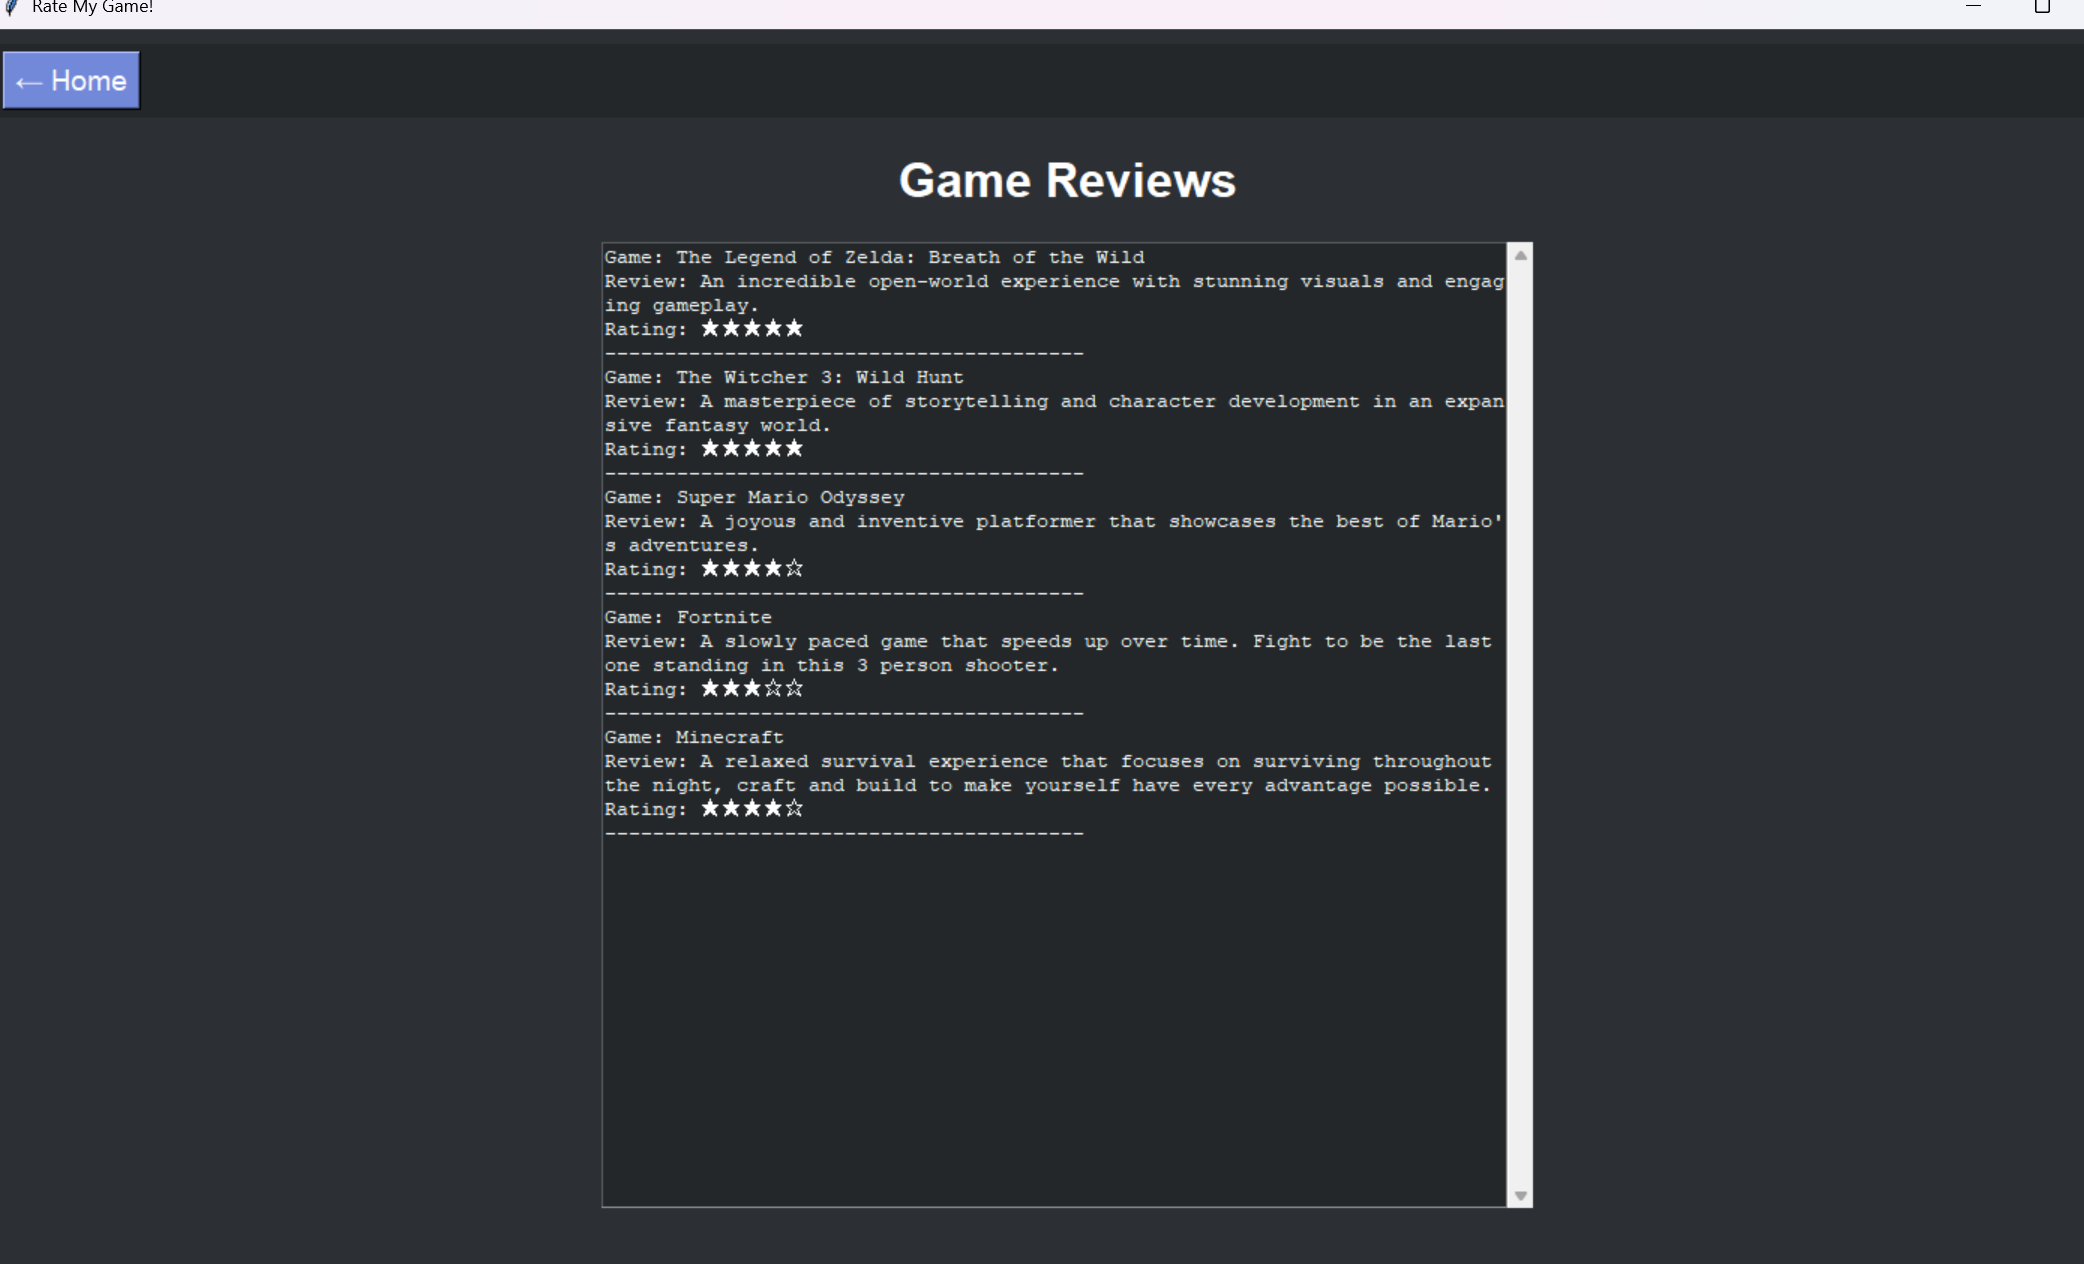 Rate My Game!
← Home
Game Reviews
Game: The Legend of Zelda: Breath of the Wild
Review: An incredible open-world experience with stunning visuals and engag
ing gameplay.
Rating: ★★★★★
----------------------------------------
Game: The Witcher 3: Wild Hunt
Review: A masterpiece of storytelling and character development in an expan
sive fantasy world.
Rating: ★★★★★
----------------------------------------
Game: Super Mario Odyssey
Review: A joyous and inventive platformer that showcases the best of Mario'
s adventures.
Rating: ★★★★☆
----------------------------------------
Game: Fortnite
Review: A slowly paced game that speeds up over time. Fight to be the last
one standing in this 3 person shooter.
Rating: ★★★☆☆
----------------------------------------
Game: Minecraft
Review: A relaxed survival experience that focuses on surviving throughout
the night, craft and build to make yourself have every advantage possible.
Rating: ★★★★☆
----------------------------------------